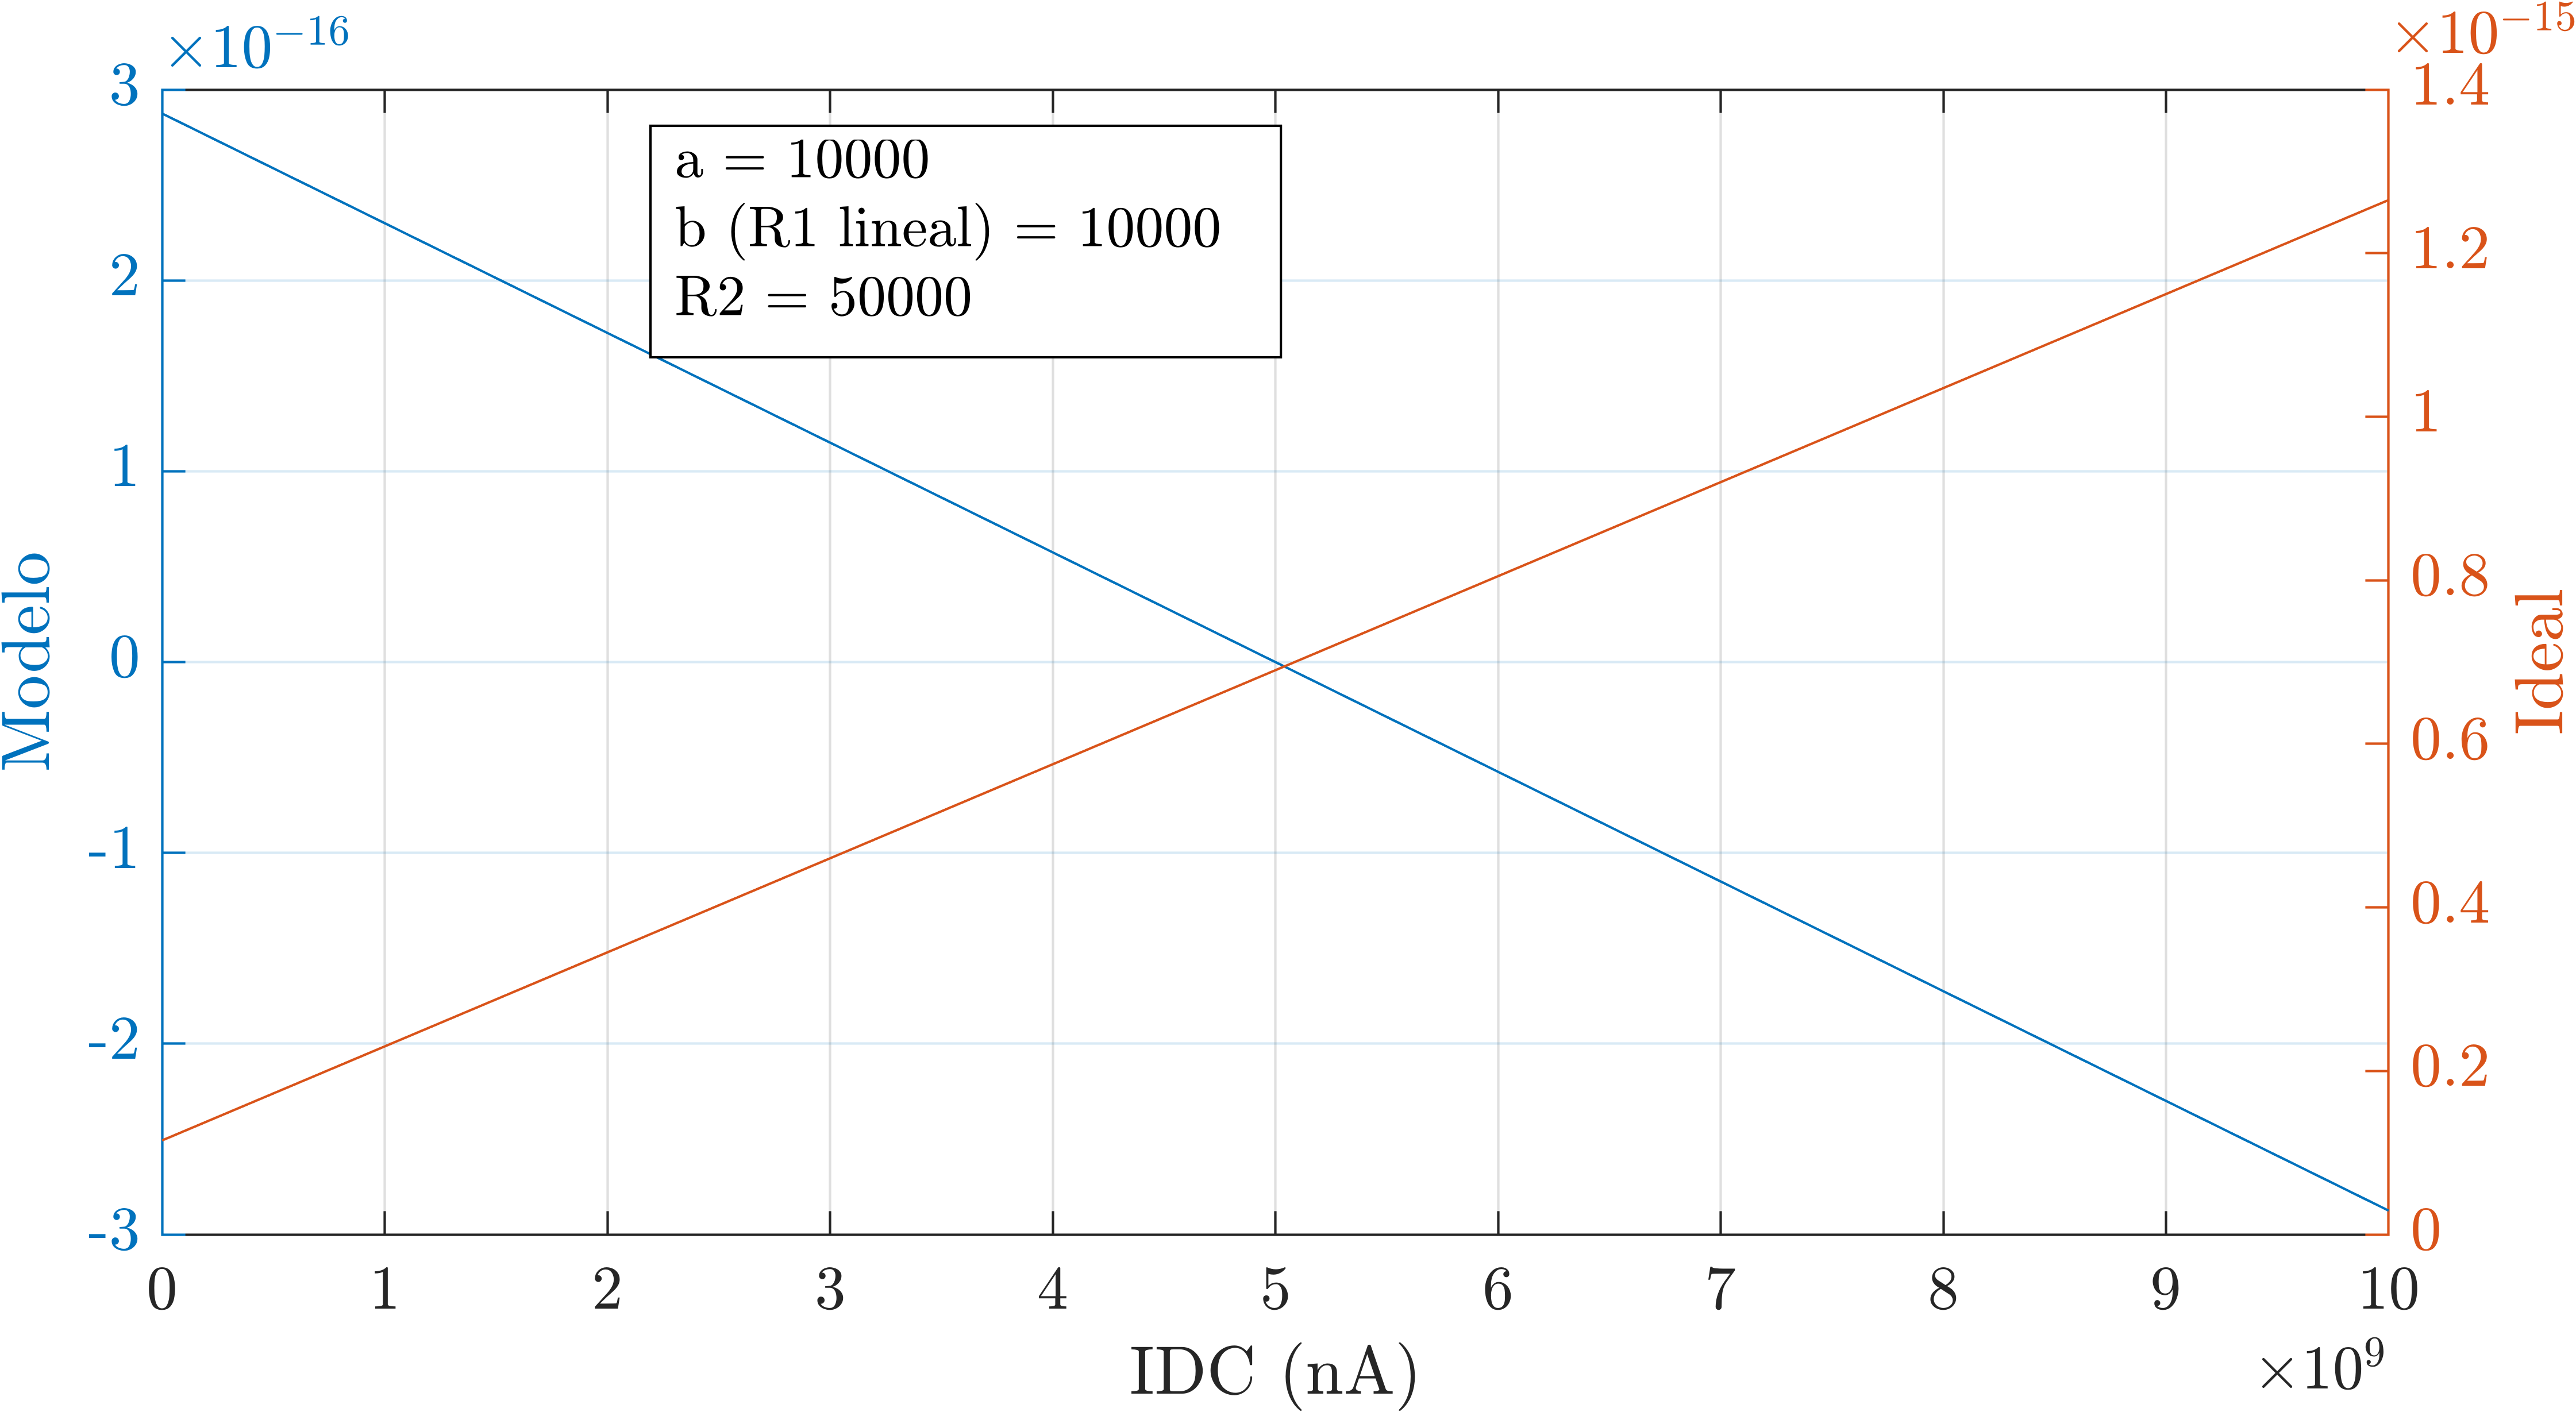 ×10⁻¹⁶
×10⁻¹⁵
3
2
1
0
-1
-2
-3
Modelo
a = 10000
b (R1 lineal) = 10000
R2 = 50000
1.4
1.2
1
0.8
0.6
0.4
0.2
0
Ideal
0 1 2 3 4 5 6 7 8 9 10
×10⁹
IDC (nA)